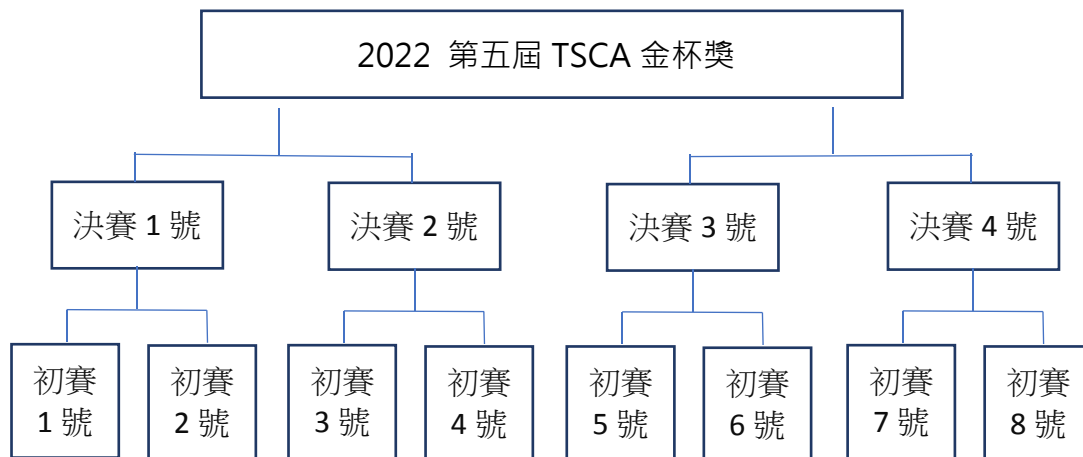 2022 第五屆 TSCA 金杯獎
決賽 1 號
決賽 2 號
決賽 3 號
決賽 4 號
初賽
1 號
初賽
2 號
初賽
3 號
初賽
4 號
初賽
5 號
初賽
6 號
初賽
7 號
初賽
8 號